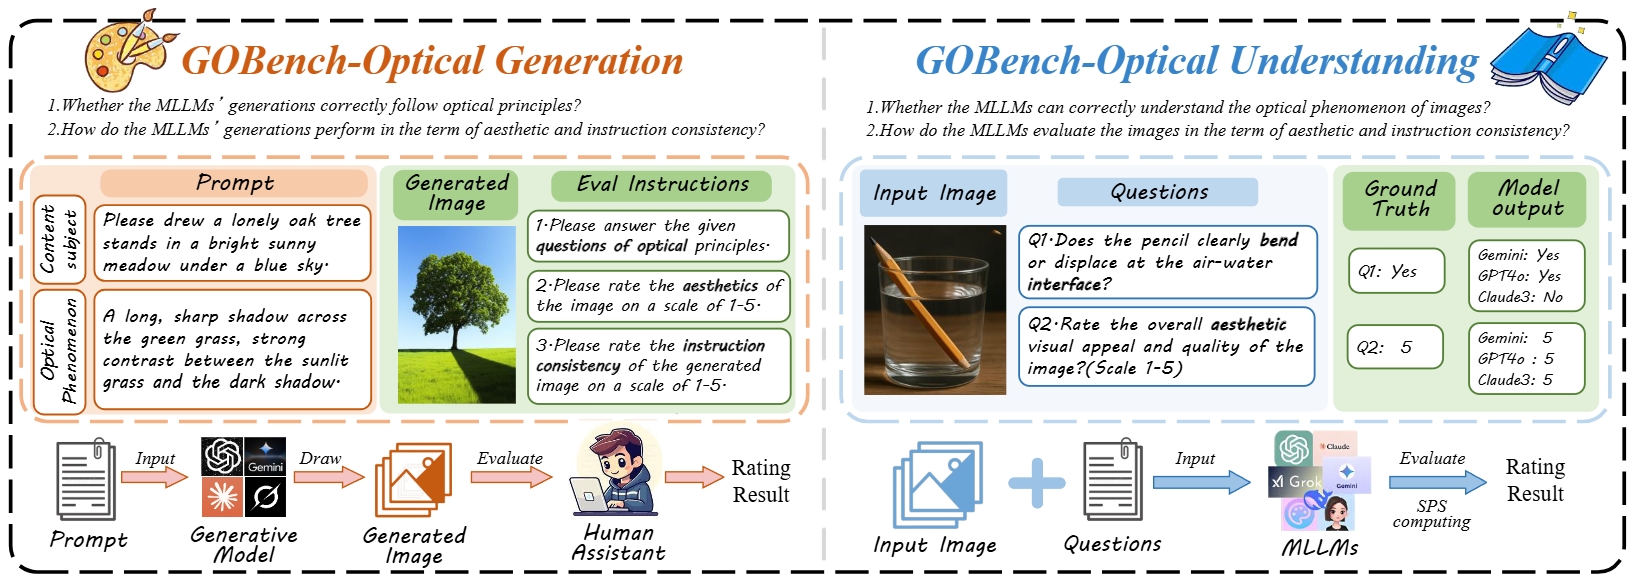 GOBench-Optical Generation
1.Whether the MLLMs' generations correctly follow optical principles?
2.How do the MLLMs' generations perform in the term of aesthetic and instruction consistency?
Prompt
Content
subject
Please drew a lonely oak tree
stands in a bright sunny
meadow under a blue sky.
Optical
Phenomenon
A long, sharp shadow across
the green grass, strong
contrast between the sunlit
grass and the dark shadow.
Generated
Image
Eval Instructions
1.Please answer the given
questions of optical principles.
2.Please rate the aesthetics of
the image on a scale of 1-5.
3.Please rate the instruction
consistency of the generated
image on a scale of 1-5.
Prompt
Input
Gemini
Generative
Model
Draw
Generated
Image
Evaluate
Human
Assistant
Rating
Result
GOBench-Optical Understanding
1.Whether the MLLMs can correctly understand the optical phenomenon of images?
2.How do the MLLMs evaluate the images in the term of aesthetic and instruction consistency?
Input Image
Questions
Q1.Does the pencil clearly bend
or displace at the air-water
interface?
Q2.Rate the overall aesthetic
visual appeal and quality of the
image?(Scale 1-5)
Ground
Truth
Q1: Yes
Q2: 5
Model
output
Gemini: Yes
GPT4o: Yes
Claude3: No
Gemini: 5
GPT4o : 5
Claude3: 5
Input Image
Questions
Input
Claude
Grok
Gemini
MLLMs
Evaluate
SPS
computing
Rating
Result